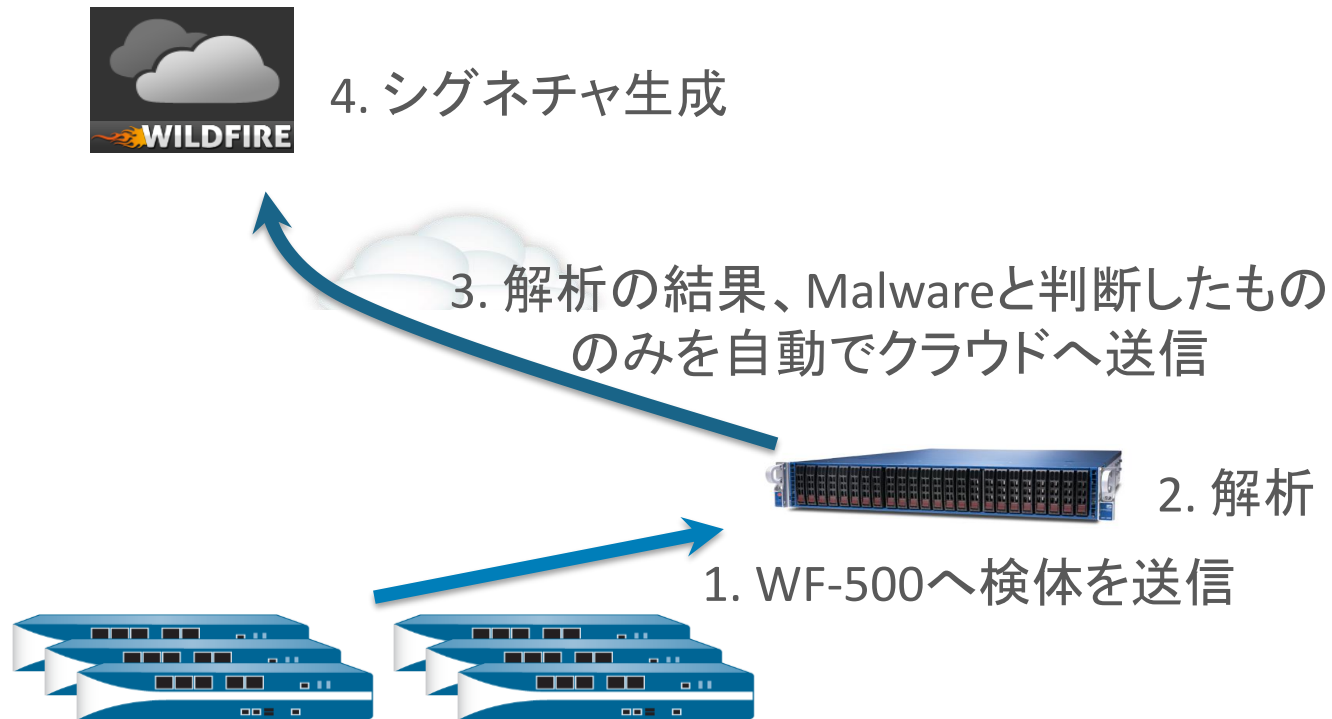 4. シグネチャ生成
WILDFIRE
3. 解析の結果、Malwareと判断したもの
のみを自動でクラウドへ送信
2. 解析
1. WF-500へ検体を送信